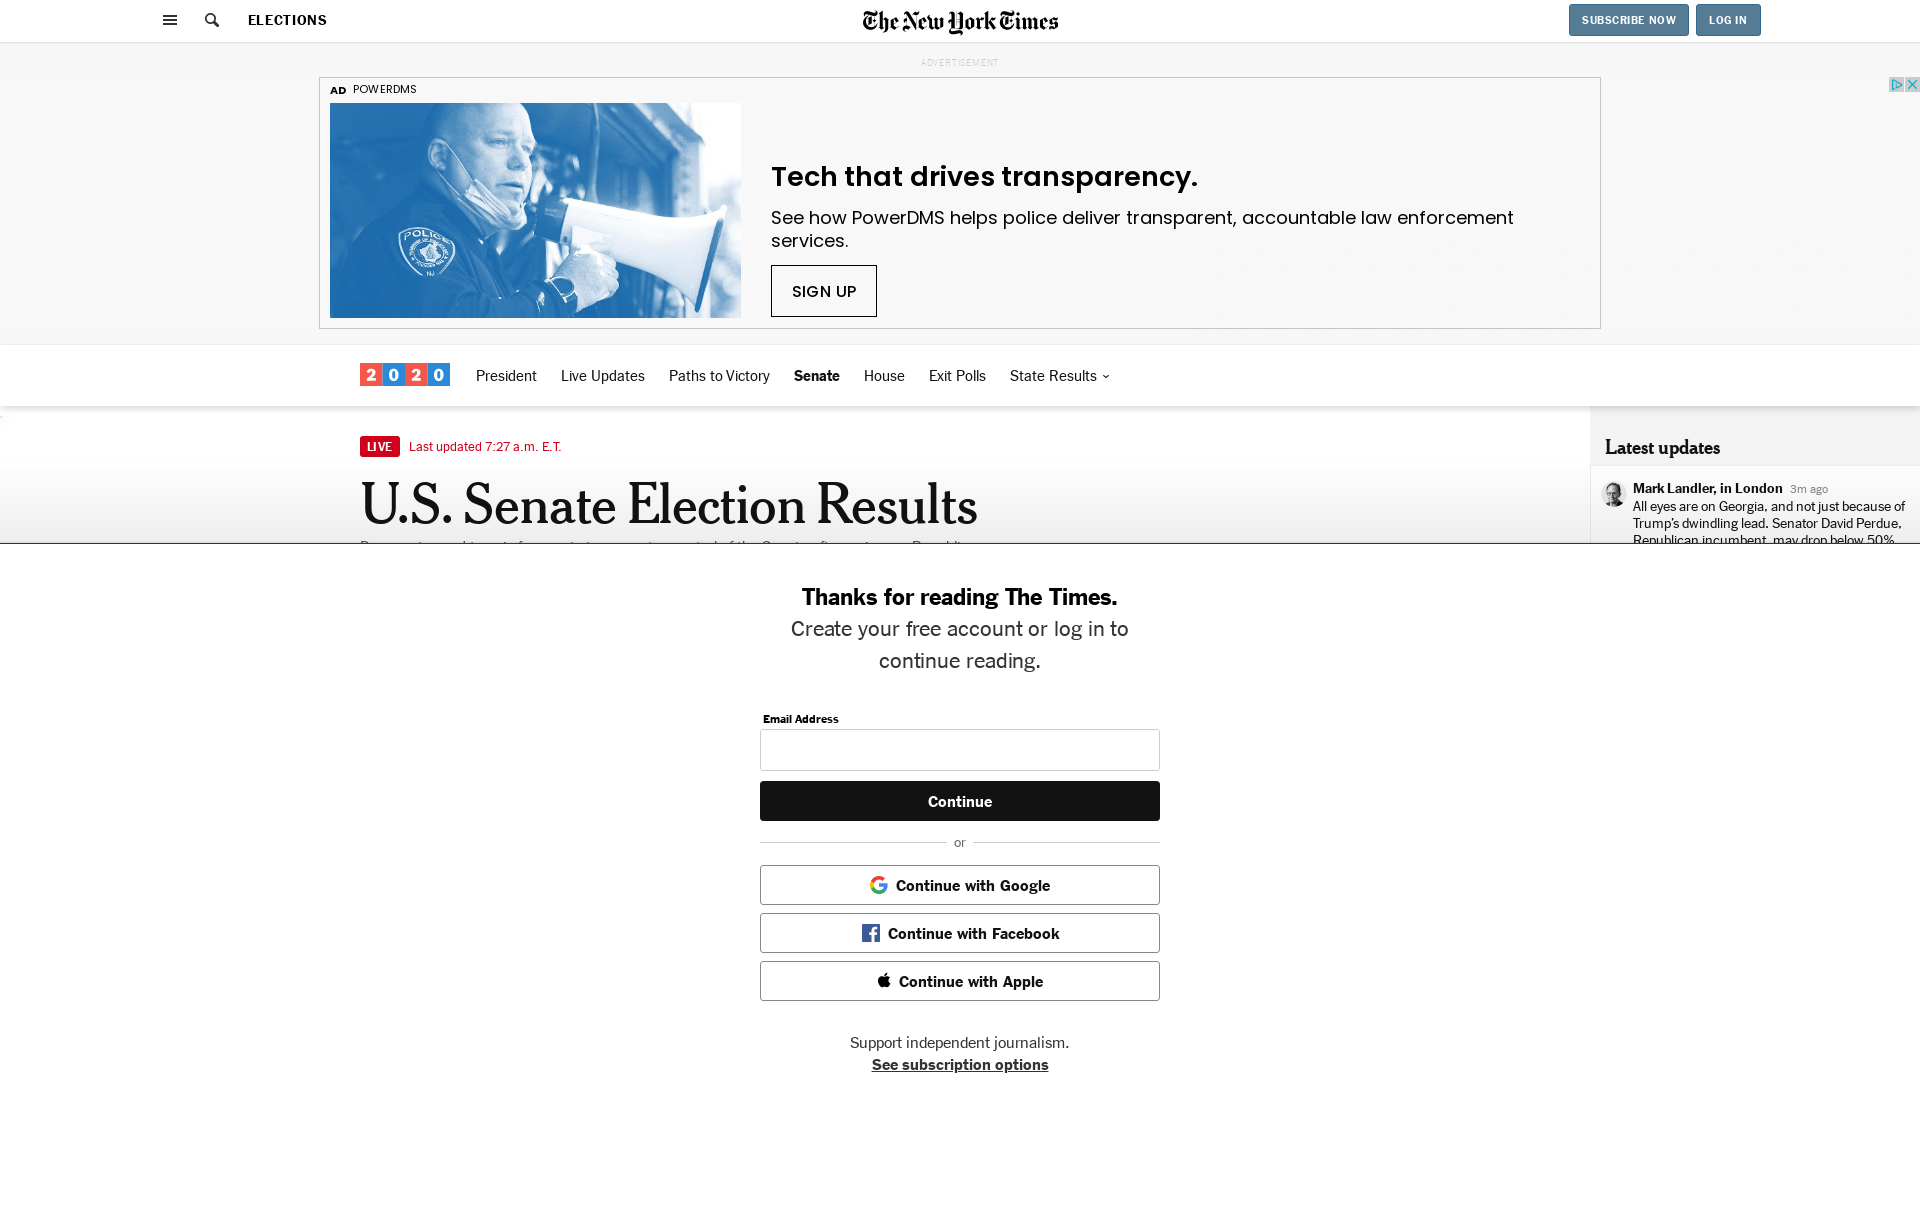 ELECTIONS
The New York Times
SUBSCRIBE NOW
LOG IN
ADVERTISEMENT
AD POWERDMS
POLICE
NJ
Tech that drives transparency.
See how PowerDMS helps police deliver transparent, accountable law enforcement
services.
SIGN UP
2020
President
Live Updates
Paths to Victory
Senate
House
Exit Polls
State Results
LIVE Last updated 7:27 a.m. E.T.
U.S. Senate Election Results
Latest updates
Mark Landler, in London 3m ago
All eyes are on Georgia, and not just because of
Trump's dwindling lead. Senator David Perdue,
Republican incumbent, may drop below 50%
Thanks for reading The Times.
Create your free account or log in to
continue reading.
Email Address
Continue
or
Continue with Google
Continue with Facebook
Continue with Apple
Support independent journalism.
See subscription options